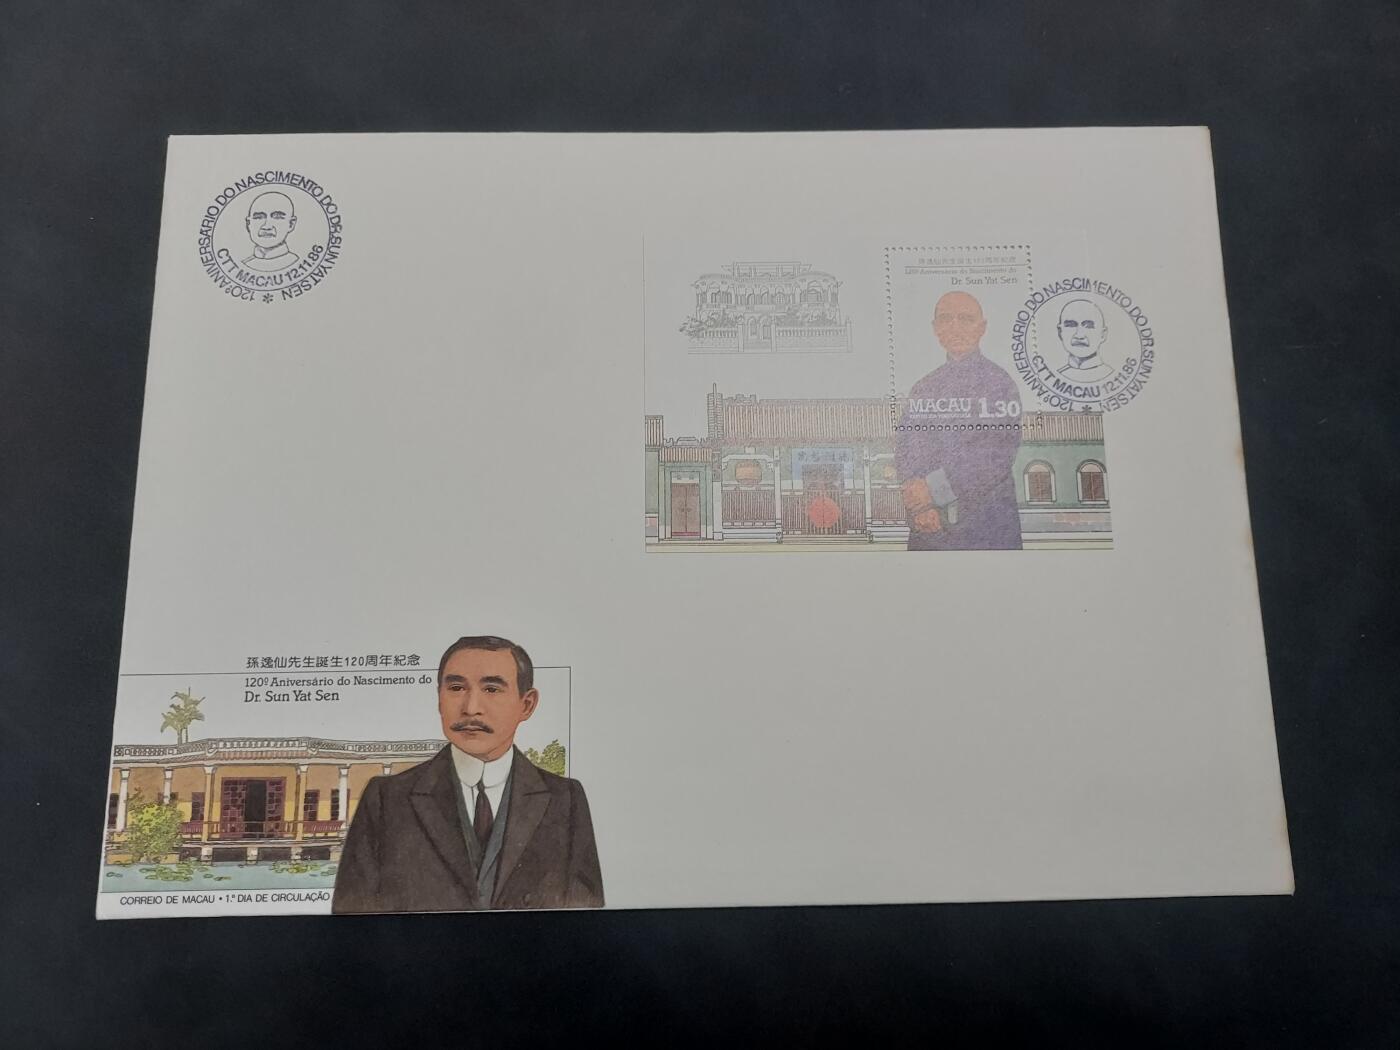 120º ANIVERSÁRIO DO NASCIMENTO DO DR. SUN YAT SEN
CTT MACAU 12.11.86
孫逸仙先生誕生120周年紀念
120º Aniversário do Nascimento do
Dr. Sun Yat Sen
MACAU 1.30
120º ANIVERSÁRIO DO NASCIMENTO DO DR. SUN YAT SEN
CTT MACAU 12.11.86
孫逸仙先生誕生120周年紀念
120º Aniversário do Nascimento do
Dr. Sun Yat Sen
CORREIO DE MACAU • 1.º DIA DE CIRCULAÇÃO